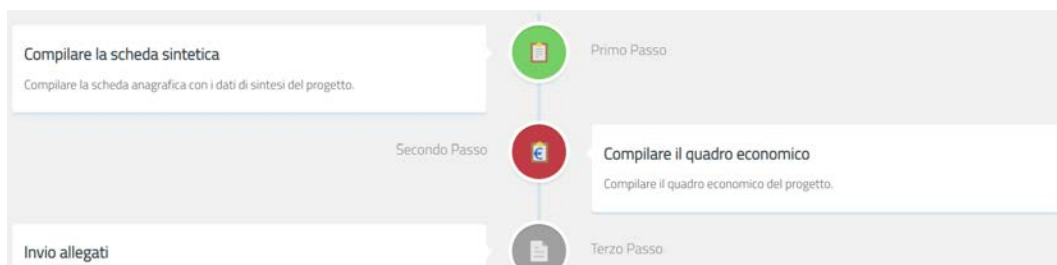 Compilare la scheda sintetica
Primo Passo
Compilare la scheda anagrafica con i dati di sintesi del progetto.
Secondo Passo
Compilare il quadro economico
Compilare il quadro economico del progetto.
Invio allegati
Terzo Passo